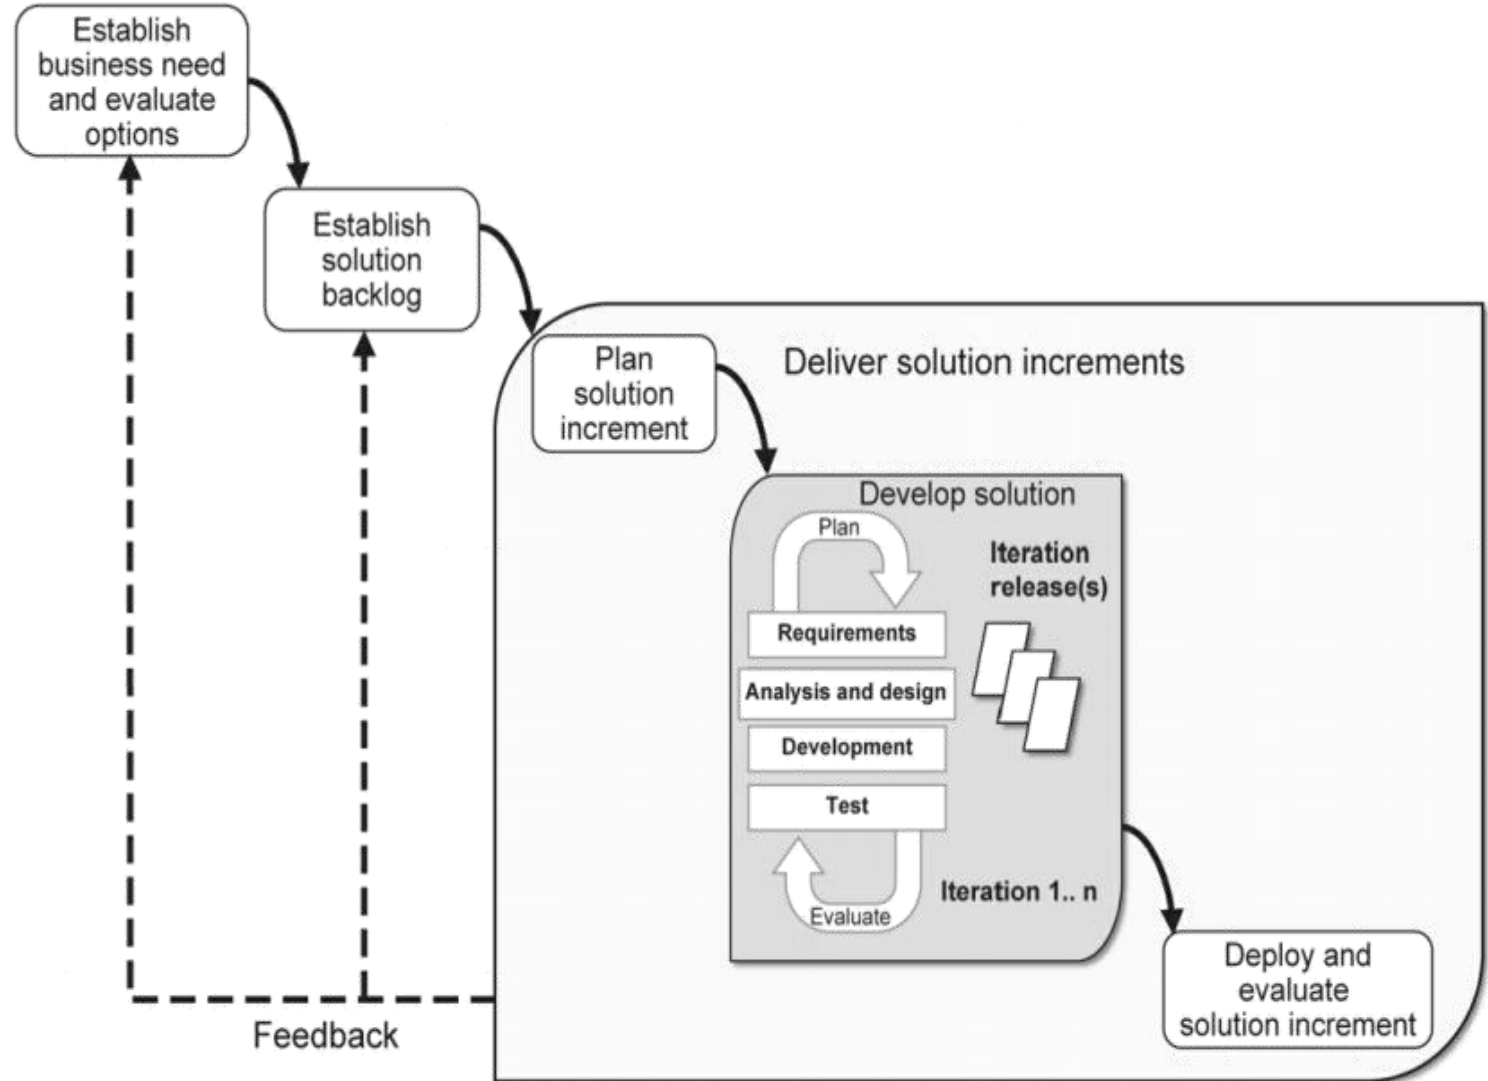 Establish
business need
and evaluate
options
Establish
solution
backlog
Plan
solution
increment
Deliver solution increments
Develop solution
Plan
Iteration
release(s)
Requirements
Analysis and design
Development
Test
Evaluate
Iteration 1.. n
Deploy and
evaluate
solution increment
Feedback